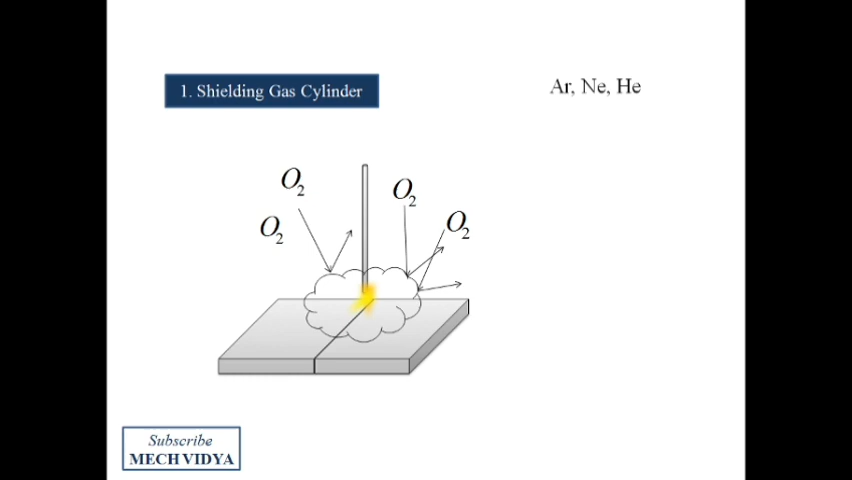 1. Shielding Gas Cylinder
Ar, Ne, He
O₂
O₂
O₂
O₂
Subscribe
MECH VIDYA